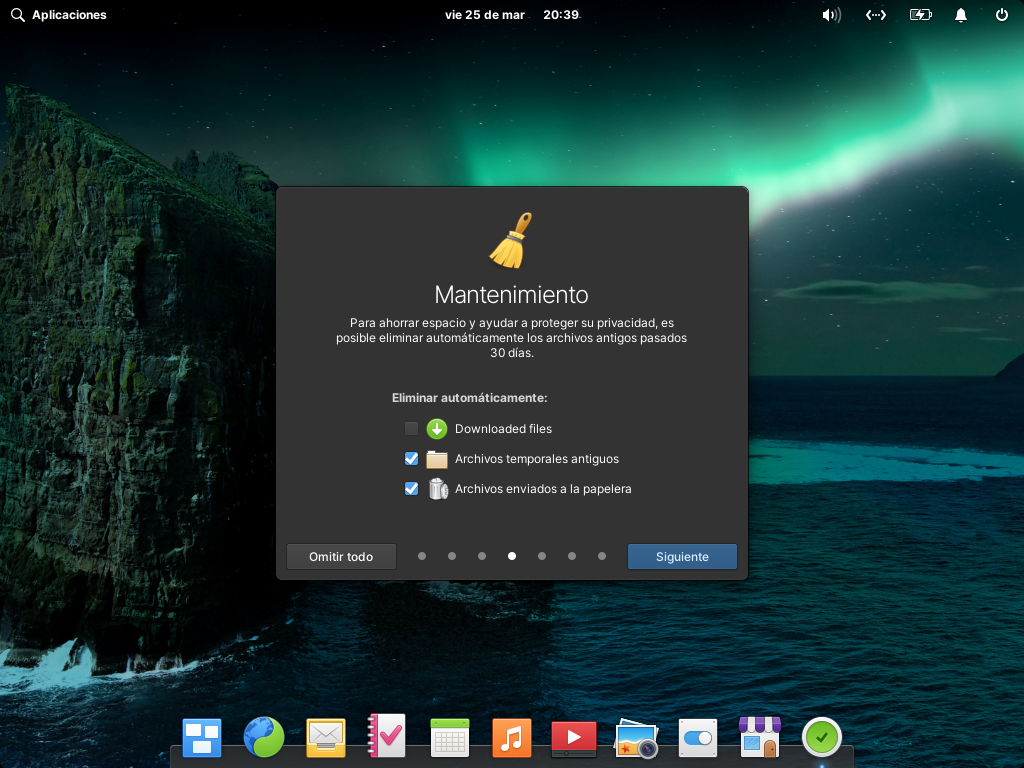 Aplicaciones
vie 25 de mar 20:39
Mantenimiento
Para ahorrar espacio y ayudar a proteger su privacidad, es
posible eliminar automáticamente los archivos antigos pasados
30 días.
Eliminar automáticamente:
Downloaded files
Archivos temporales antiguos
Archivos enviados a la papelera
Omitir todo
Siguiente